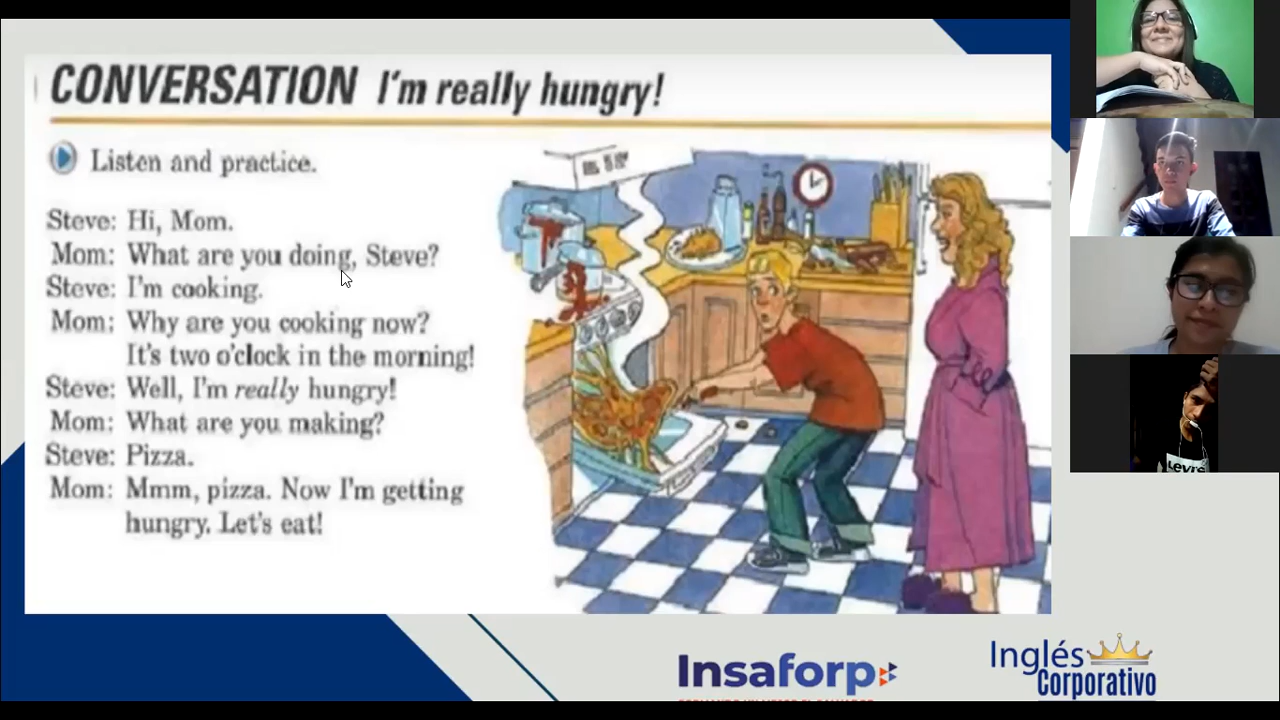 CONVERSATION I'm really hungry!
Listen and practice.
Steve: Hi, Mom.
Mom: What are you doing, Steve?
Steve: I'm cooking.
Mom: Why are you cooking now?
It's two o'clock in the morning!
Steve: Well, I'm really hungry!
Mom: What are you making?
Steve: Pizza.
Mom: Mmm, pizza. Now I'm getting
hungry. Let's eat!
Levi's
Insaforp
Inglés
Corporativo